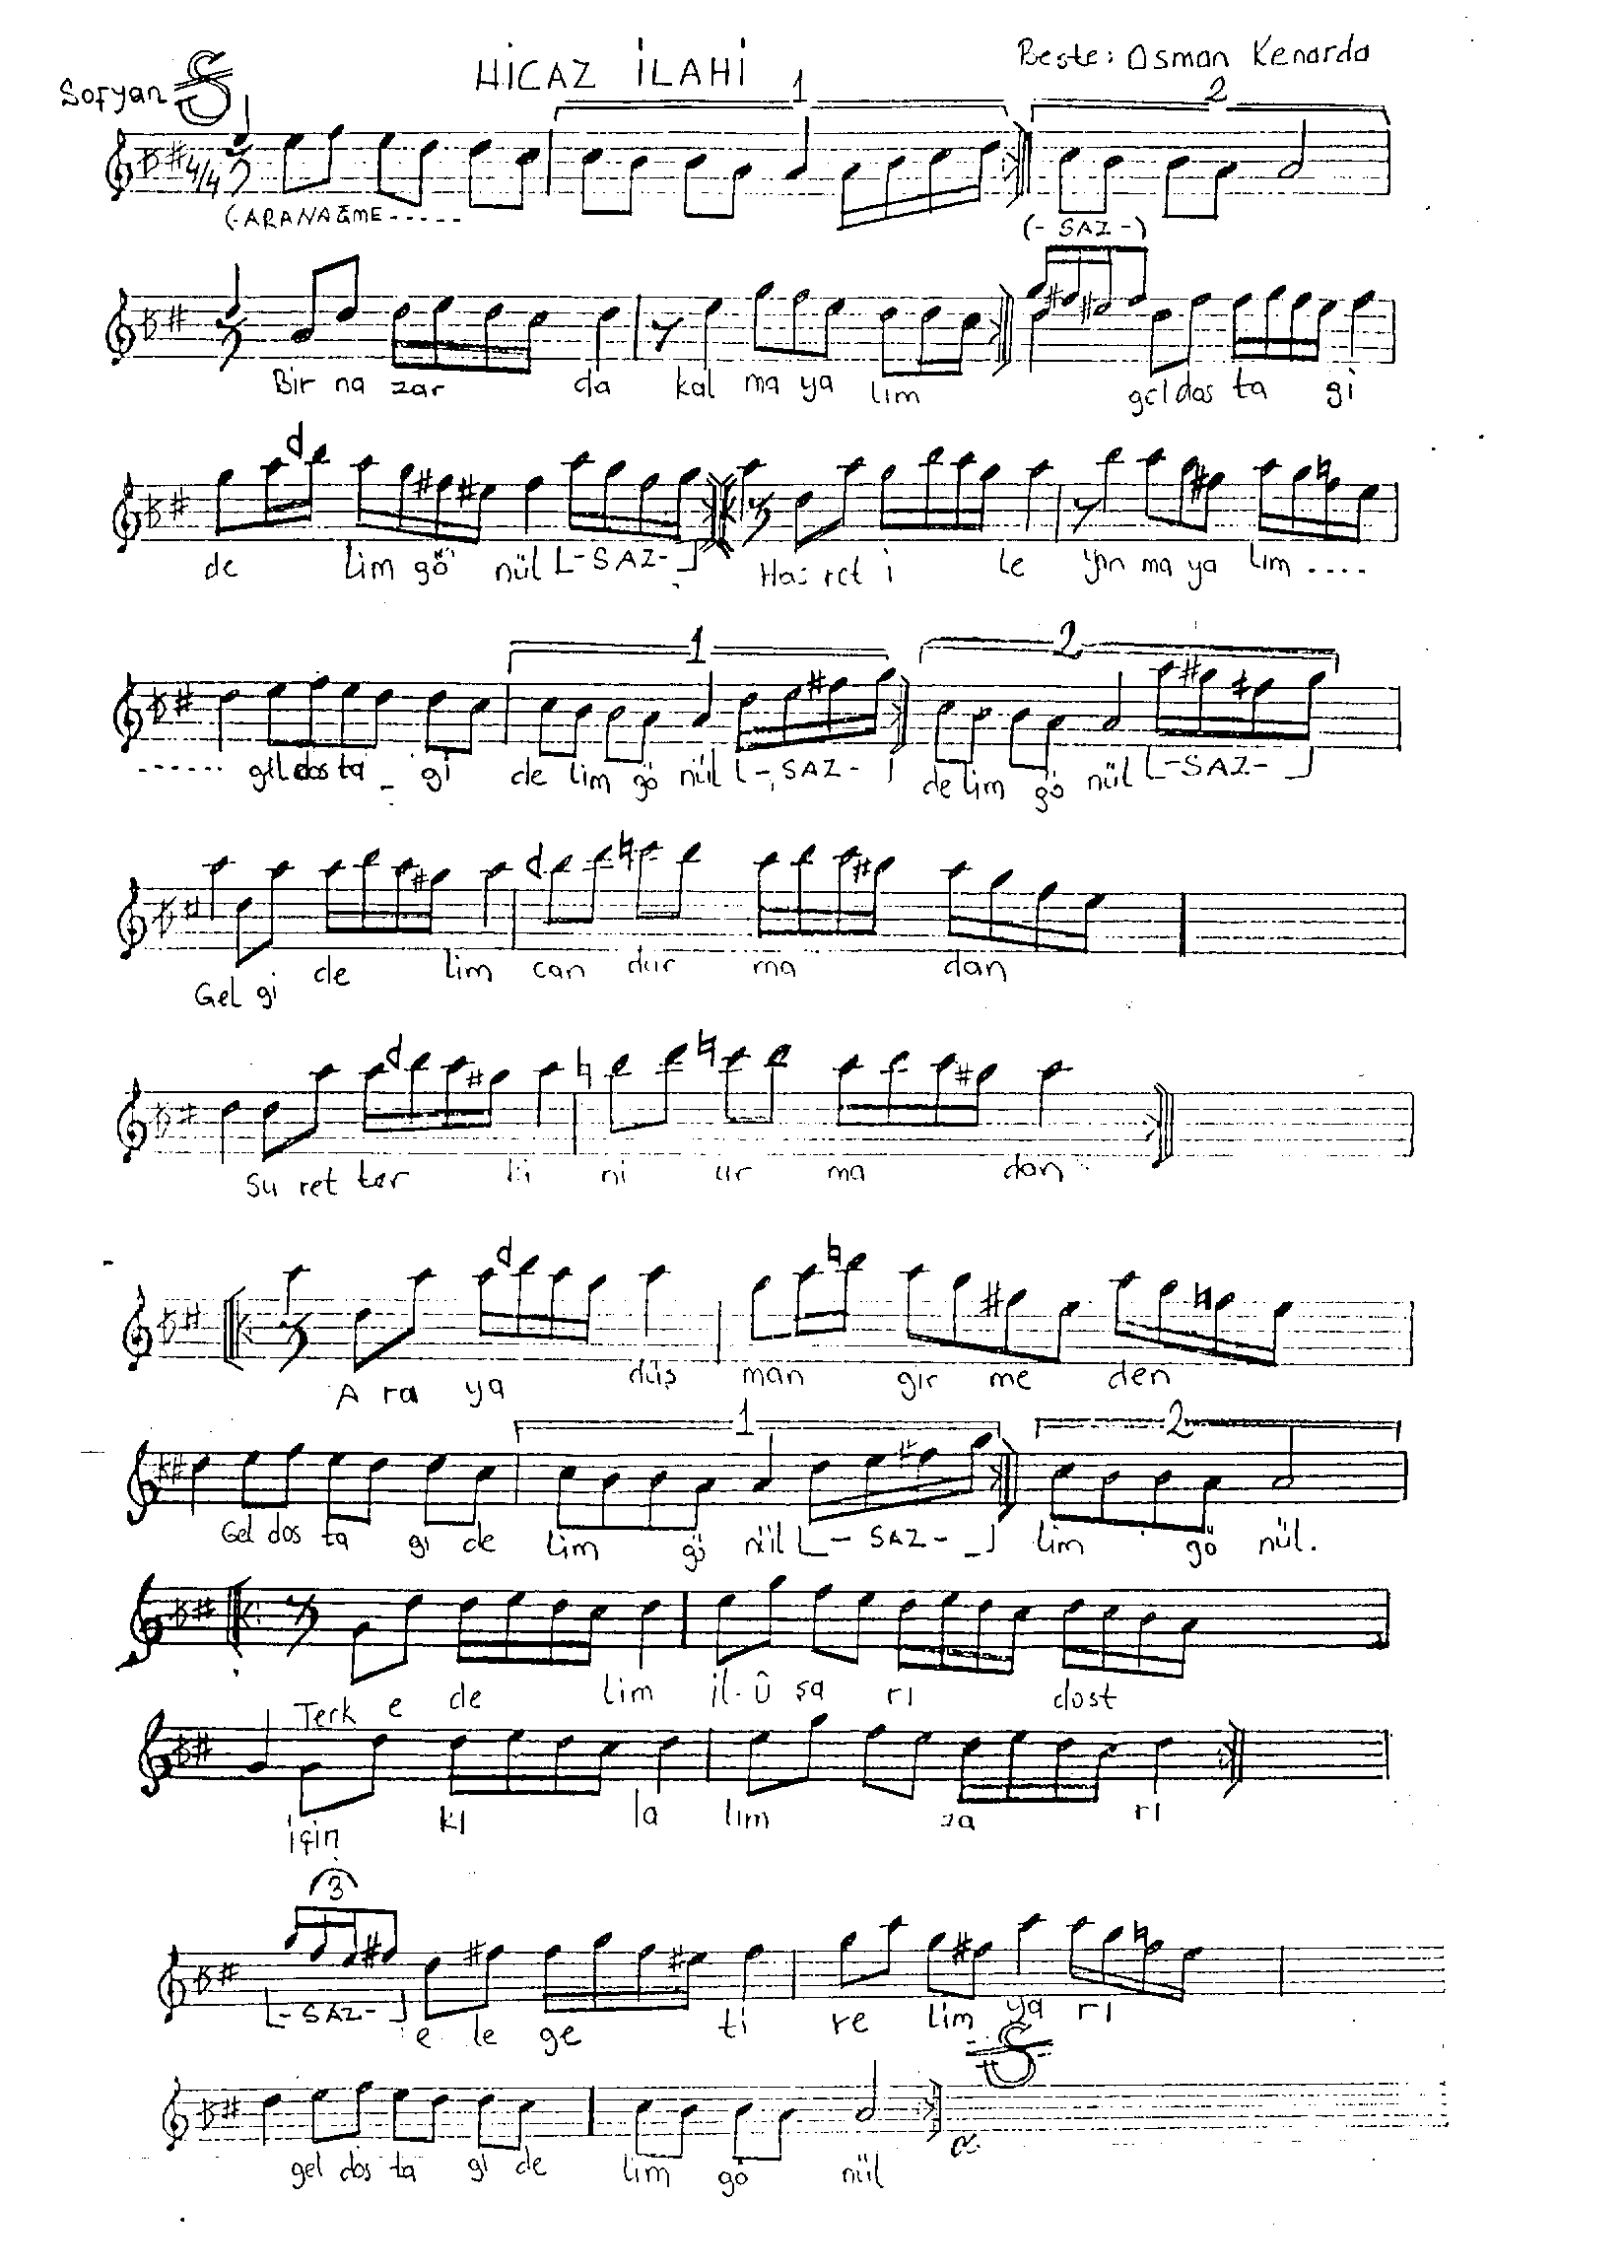 Sofyan HİCAZ İLAHİ Beste: Osman Kenarda
1 2
4/4
(-ARANAĞME-----
(- SAZ -)
Bir na zar da kal ma ya lım gel dos ta gi
de lim gö nül [-SAZ-]
Has ret i le yan ma ya lım ....
1 2
------ gel dos ta - gi de lim gö nül [- SAZ - ] de lim gö nül [-SAZ- ]
Gel gi de lim can dur ma dan
Su ret ter ki ni ur ma dan
A ra ya düş man gir me den
1 2
Gel dos ta gi de lim gö nül [- SAZ - ] lim gö nül.
Terk e de lim il-û şa rı dost
için kı la lım za rı
3
[- SAZ -] e le ge ti re lim ya rı
gel dos ta gi de lim gö nül